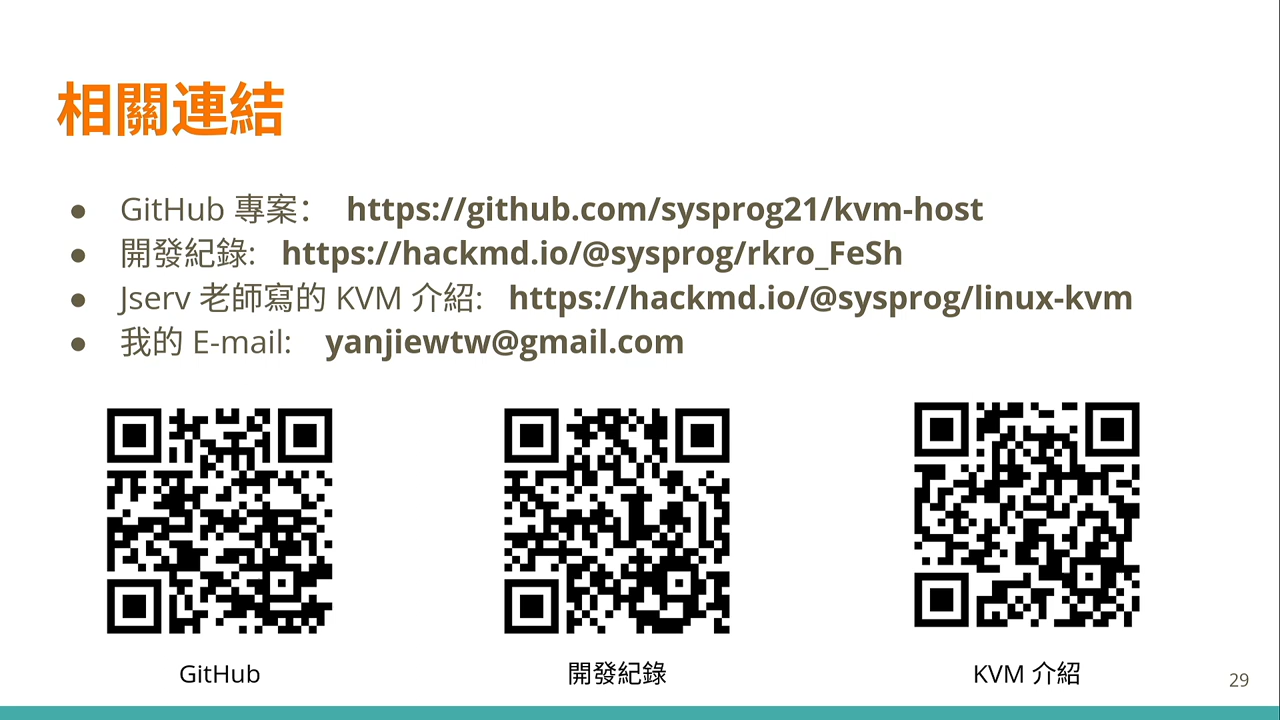 相關連結
● GitHub 專案： https://github.com/sysprog21/kvm-host
● 開發紀錄: https://hackmd.io/@sysprog/rkro_FeSh
● Jserv 老師寫的 KVM 介紹: https://hackmd.io/@sysprog/linux-kvm
● 我的 E-mail: yanjiewtw@gmail.com
GitHub
開發紀錄
KVM 介紹
29